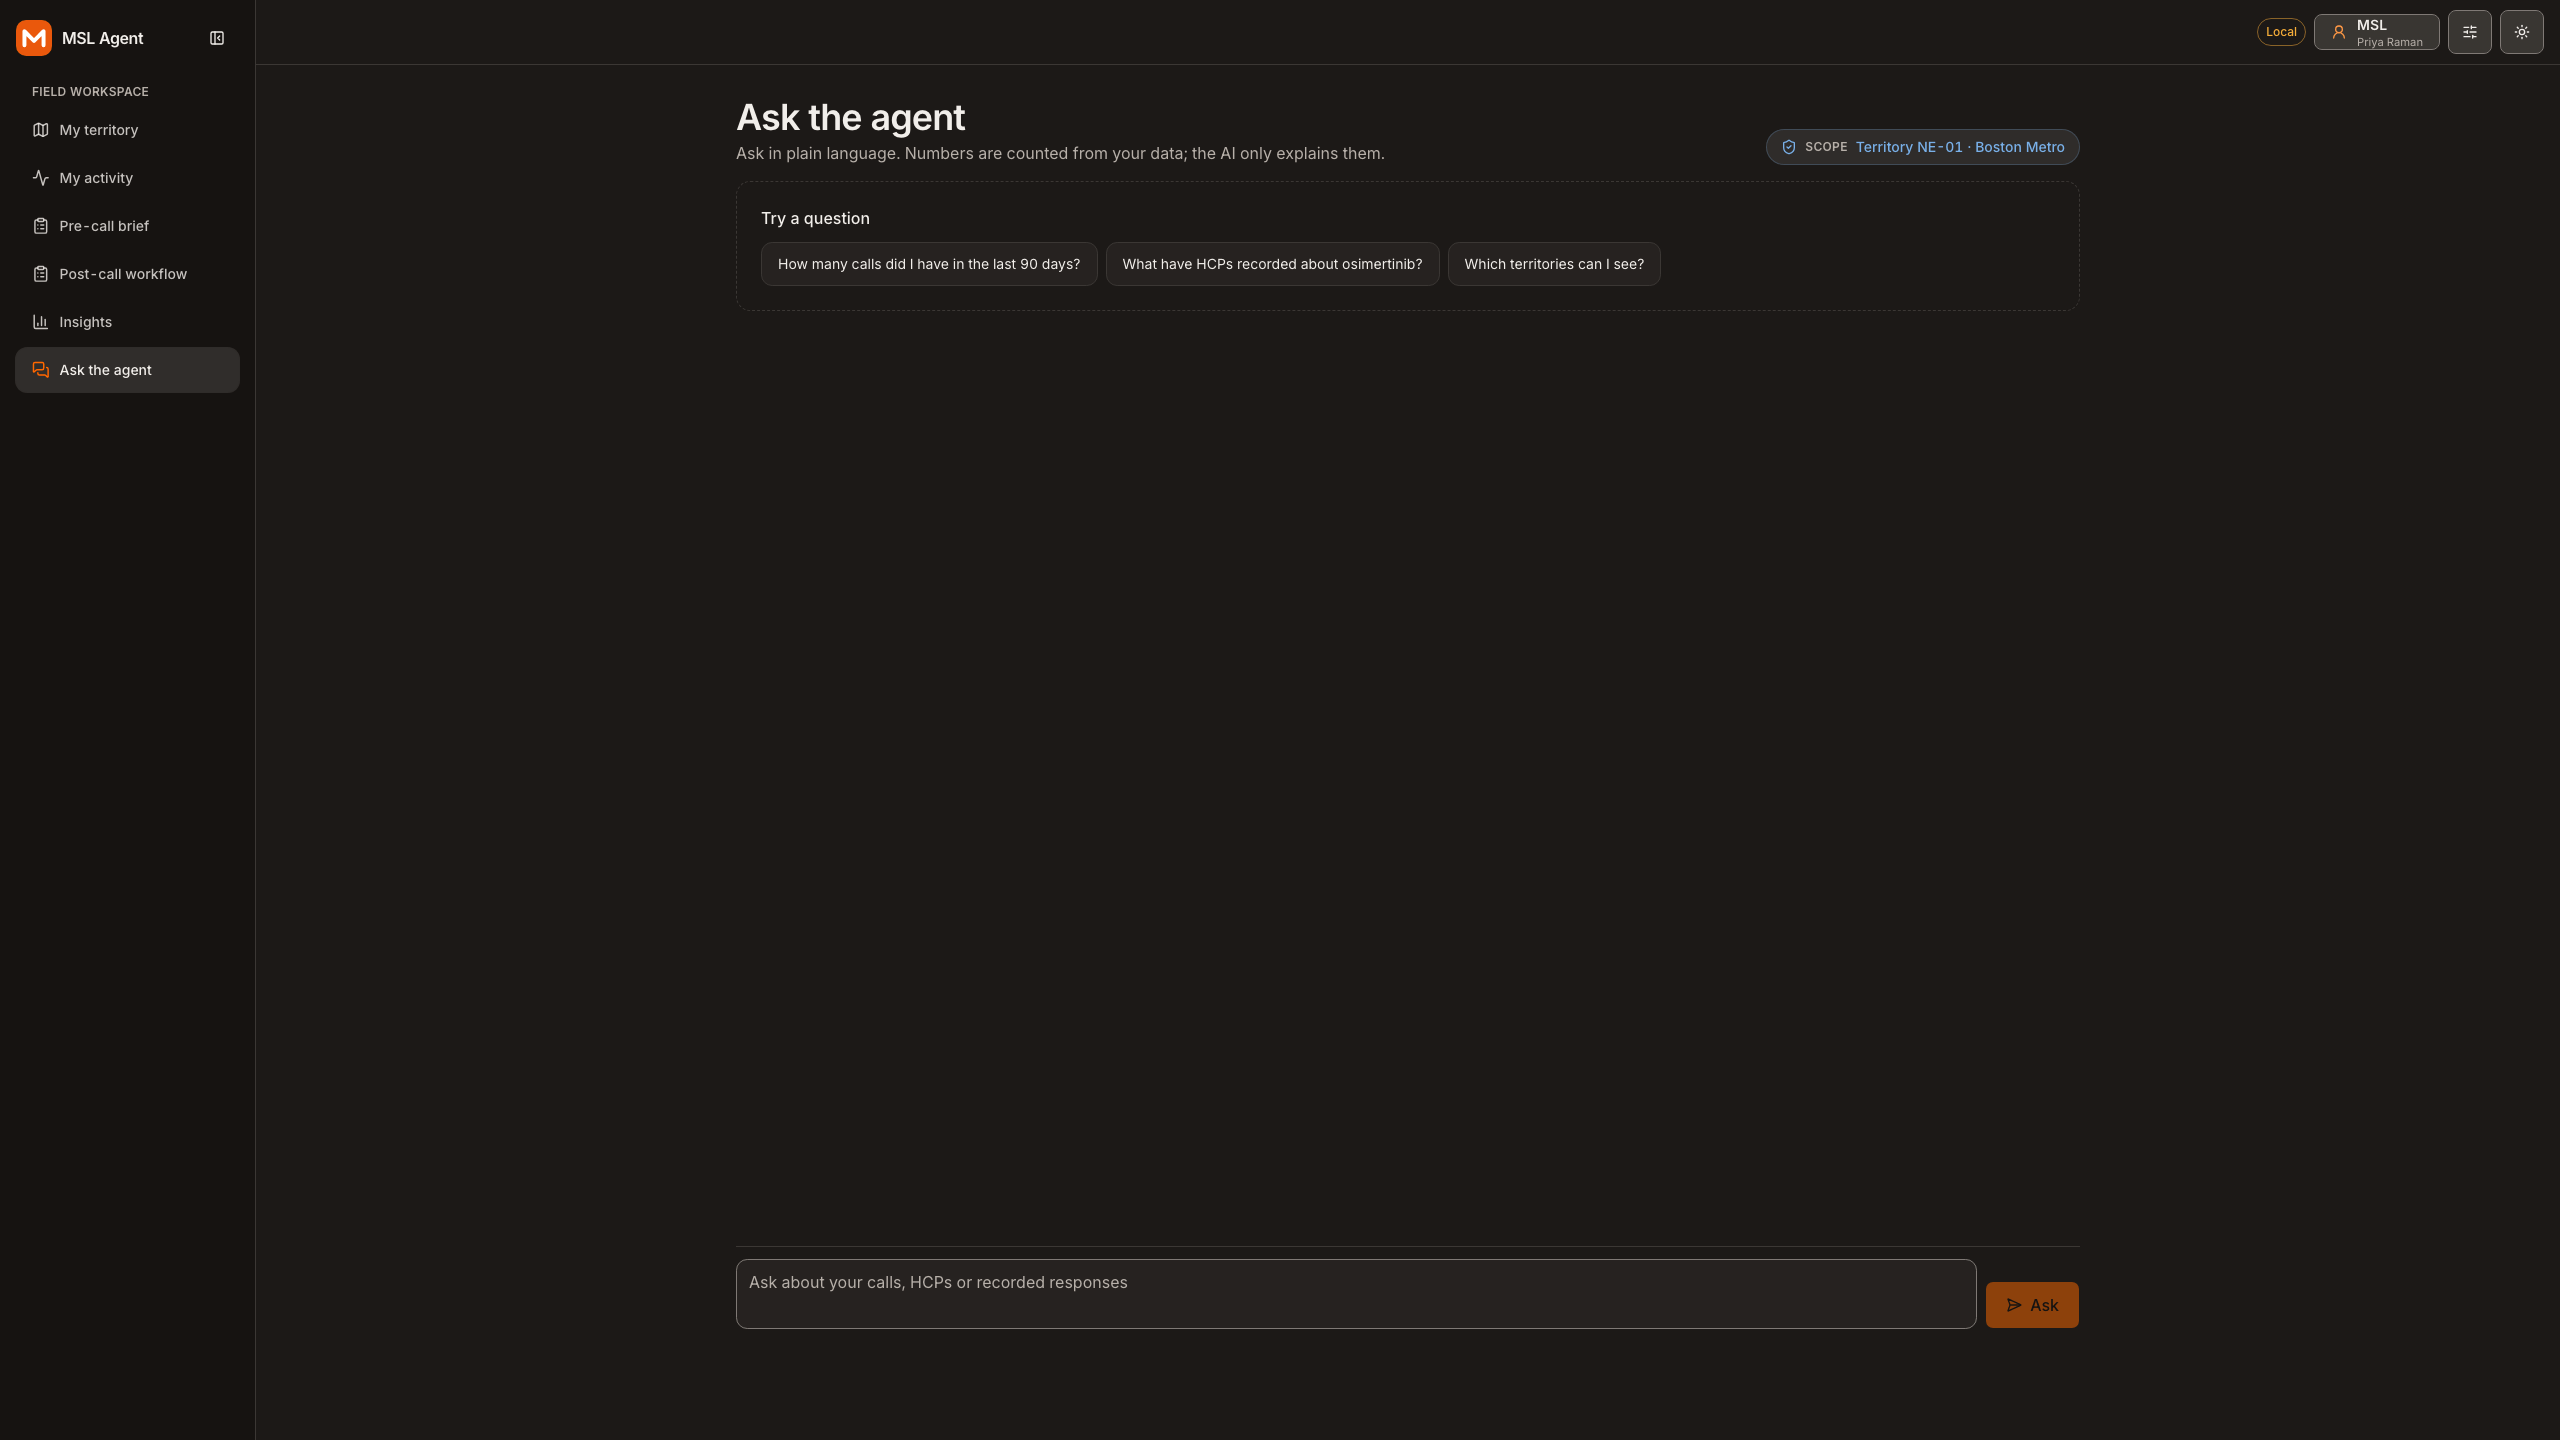 MSL Agent
FIELD WORKSPACE
My territory
My activity
Pre-call brief
Post-call workflow
Insights
Ask the agent
Local
MSL
Priya Raman
Ask the agent
Ask in plain language. Numbers are counted from your data; the AI only explains them.
SCOPE Territory NE-01 · Boston Metro
Try a question
How many calls did I have in the last 90 days?
What have HCPs recorded about osimertinib?
Which territories can I see?
Ask about your calls, HCPs or recorded responses
Ask